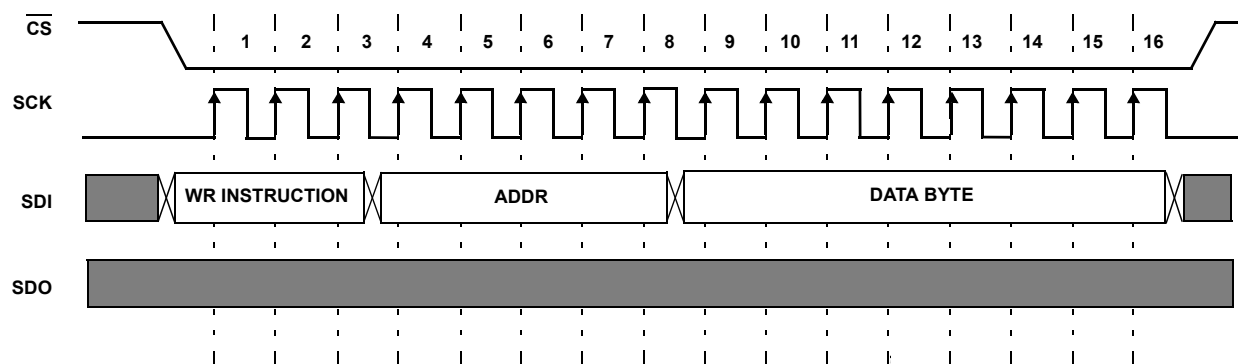 CS
1 2 3 4 5 6 7 8 9 10 11 12 13 14 15 16
SCK
SDI
WR INSTRUCTION ADDR DATA BYTE
SDO